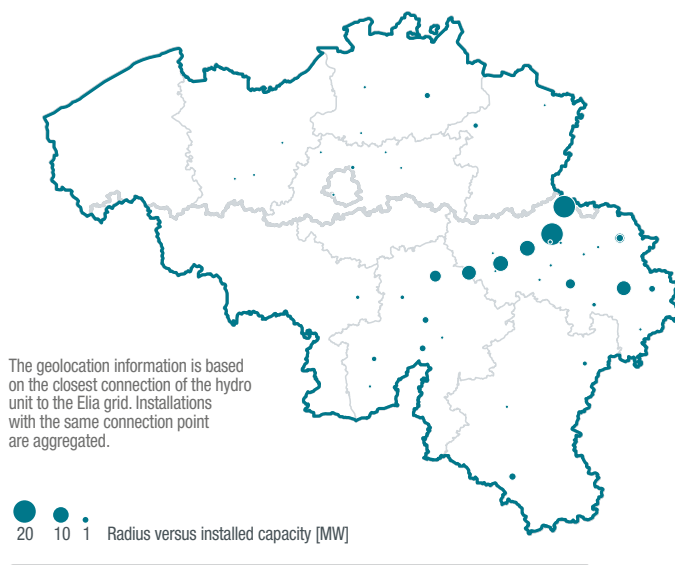 The geolocation information is based
on the closest connection of the hydro
unit to the Elia grid. Installations
with the same connection point
are aggregated.
20 10 1 Radius versus installed capacity [MW]